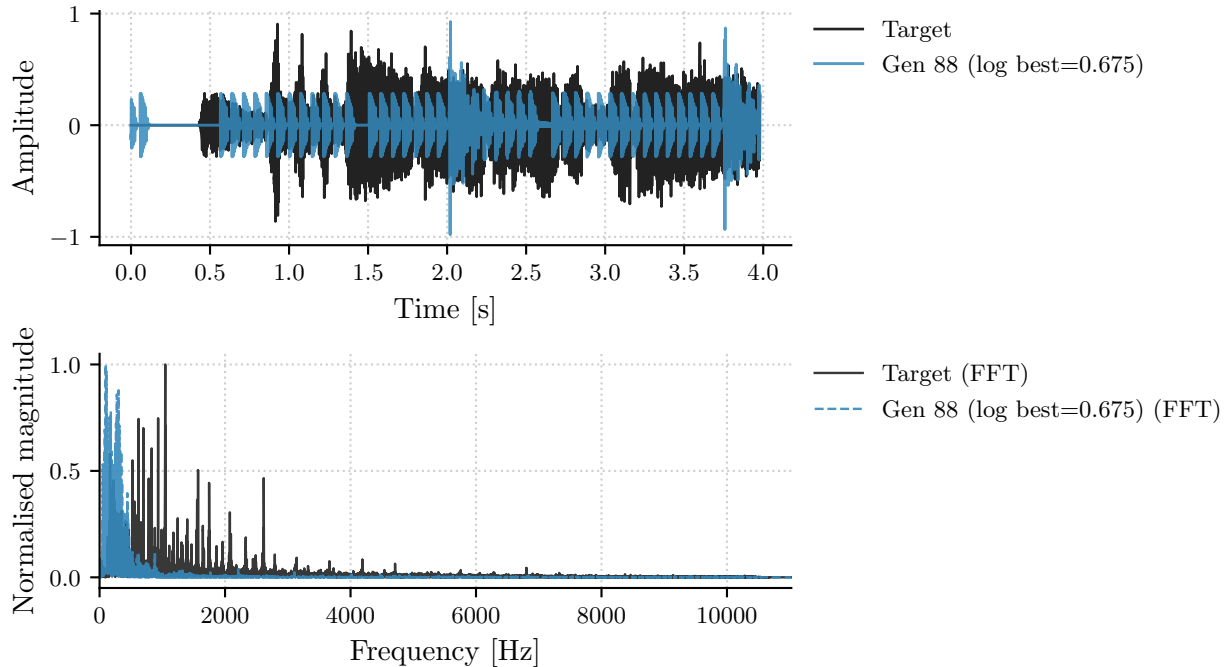 1
0
−1
Amplitude
0.0 0.5 1.0 1.5 2.0 2.5 3.0 3.5 4.0
Time [s]
Target
Gen 88 (log best=0.675)
1.0
0.5
0.0
Normalised magnitude
0 2000 4000 6000 8000 10000
Frequency [Hz]
Target (FFT)
Gen 88 (log best=0.675) (FFT)